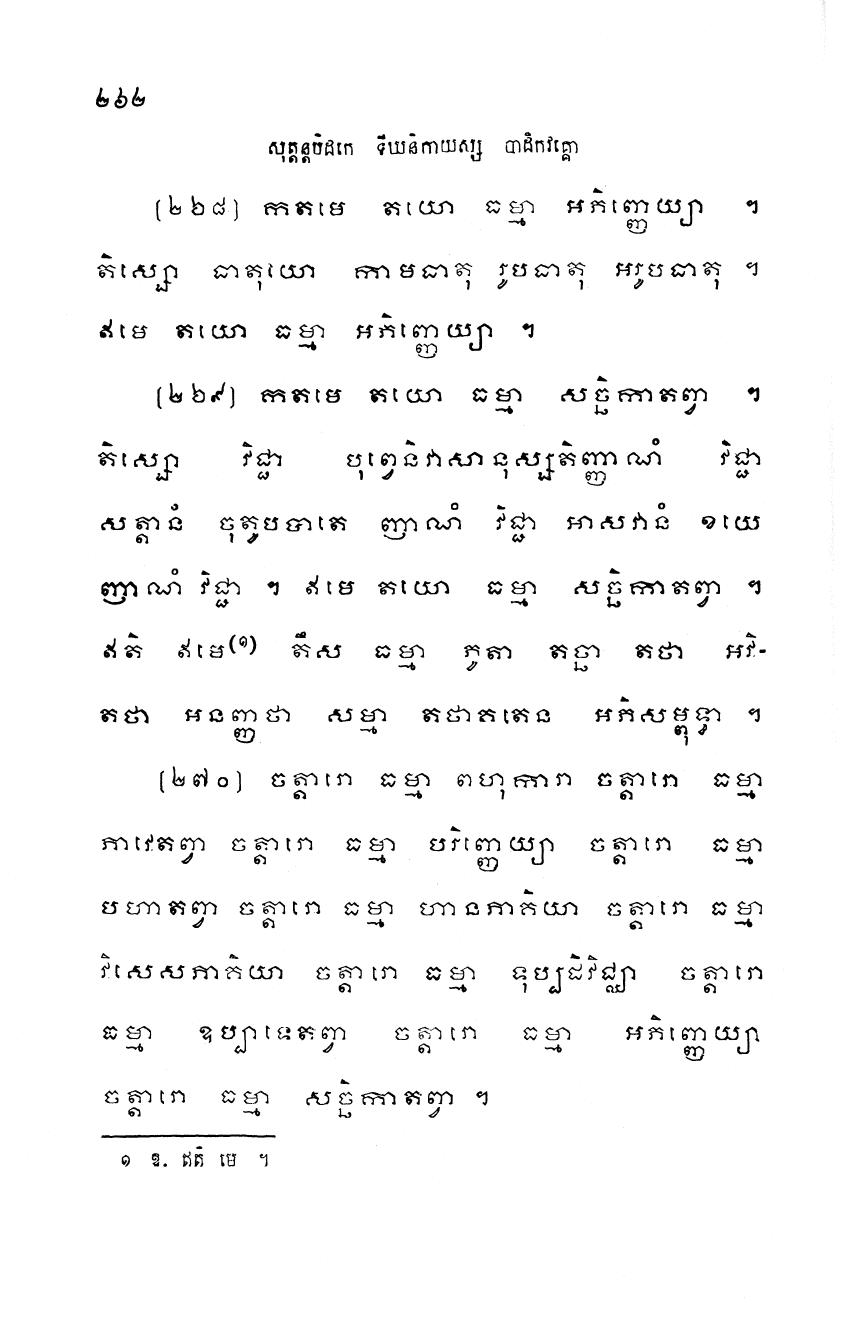 ២៦២
សុត្តន្តបិដកេ ទីឃនិកាយស្ស បាដិកវគ្គោ
(២៦៨) កតមេ តយោ ធម្មា អភិញ្ញេយ្យា ។
តិស្សោ ធាតុយោ កាមធាតុ រូបធាតុ អរូបធាតុ ។
ឥមេ តយោ ធម្មា អភិញ្ញេយ្យា ។
(២៦៩) កតមេ តយោ ធម្មា សច្ឆិកាតព្វា ។
តិស្សោ វិជ្ជា បុព្វេនិវាសានុស្សតិញ្ញាណំ វិជ្ជា
សត្តានំ ចុតូបបាតេ ញាណំ វិជ្ជា អាសវានំ ខយេ
ញាណំ វិជ្ជា ។ ឥមេ តយោ ធម្មា សច្ឆិកាតព្វា ។
ឥតិ ឥមេ(១) តឹស ធម្មា ភូតា តច្ឆា តថា អវិ-
តថា អនញ្ញថា សម្មា តថាគតេន អភិសម្ពុទ្ធា ។
(២៧០) ចត្តារោ ធម្មា ពហុការា ចត្តារោ ធម្មា
ភាវេតព្វា ចត្តារោ ធម្មា បរិញ្ញេយ្យា ចត្តារោ ធម្មា
បហាតព្វា ចត្តារោ ធម្មា ហានភាគិយា ចត្តារោ ធម្មា
វិសេសភាគិយា ចត្តារោ ធម្មា ទុប្បដិវិជ្ឈា ចត្តារោ
ធម្មា ឧប្បាទេតព្វា ចត្តារោ ធម្មា អភិញ្ញេយ្យា
ចត្តារោ ធម្មា សច្ឆិកាតព្វា ។
១ ឱ. ឥតិ មេ ។